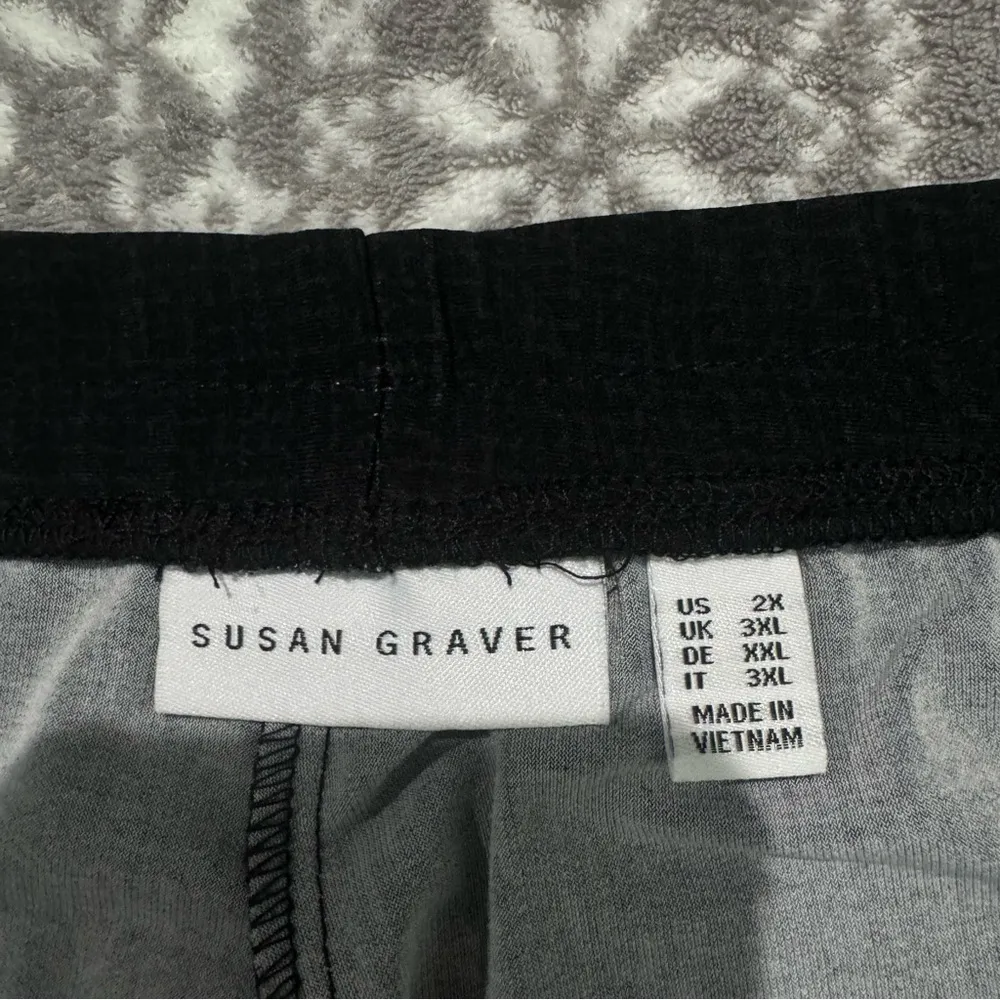 SUSAN GRAVER
US 2X
UK 3XL
DE XXL
IT 3XL
MADE IN
VIETNAM